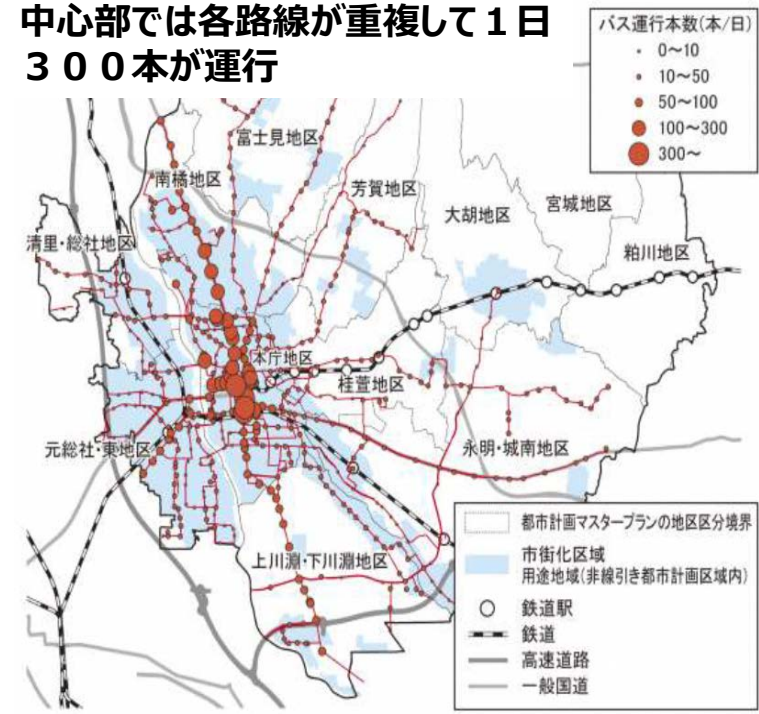 中心部では各路線が重複して１日
３００本が運行
バス運行本数(本/日)
0～10
10～50
50～100
100～300
300～
富士見地区
南橘地区
芳賀地区
宮城地区
大胡地区
清里・総社地区
粕川地区
本庁地区
桂萱地区
元総社・東地区
永明・城南地区
上川淵・下川淵地区
都市計画マスタープランの地区区分境界
市街化区域
用途地域(非線引き都市計画区域内)
鉄道駅
鉄道
高速道路
一般国道